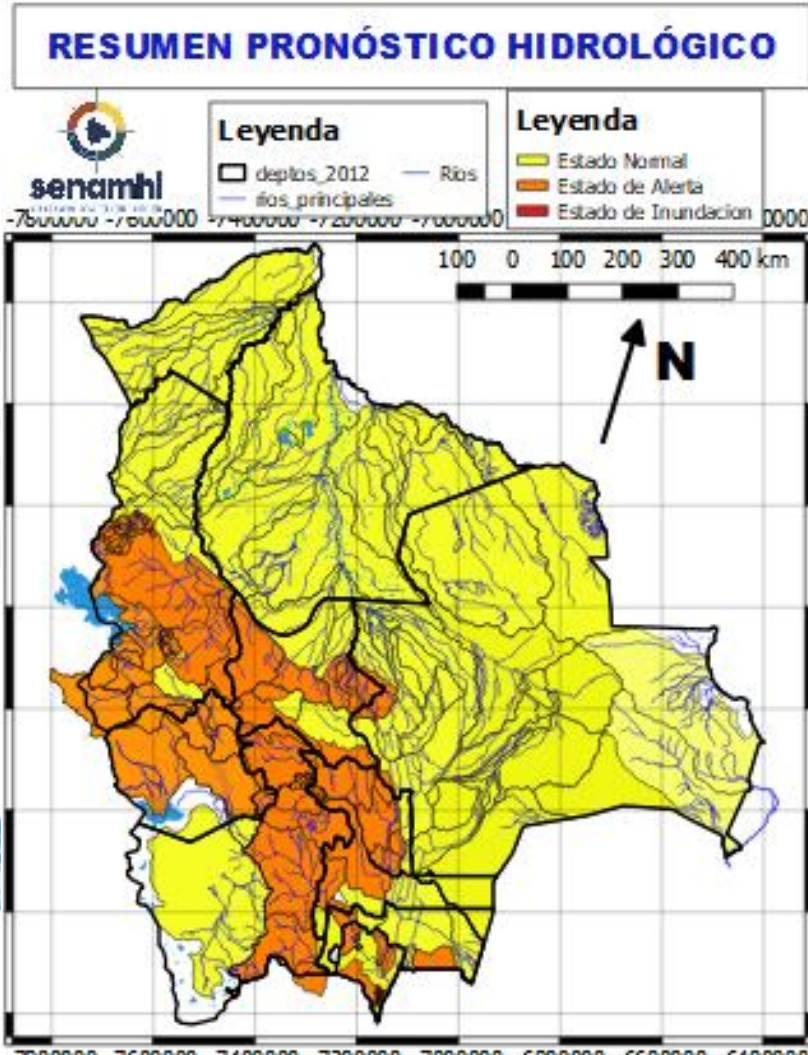 RESUMEN PRONÓSTICO HIDROLÓGICO
senamhi
Leyenda
deptos_2012
Rios
rios_principales
Leyenda
Estado Normal
Estado de Alerta
Estado de Inundacion
-7600000 -7400000 -7200000 -7000000
100 0 100 200 300 400 km
N